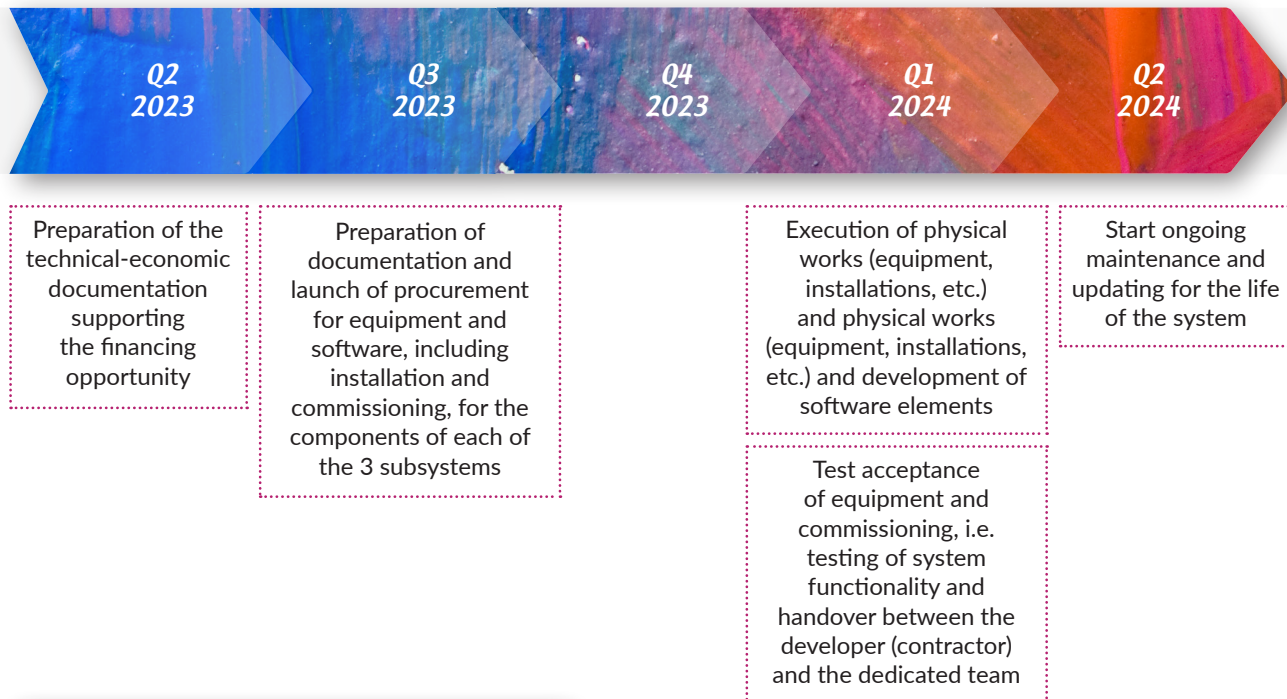 Q2
2023
Q3
2023
Q4
2023
Q1
2024
Q2
2024
Preparation of the
technical-economic
documentation
supporting
the financing
opportunity
Preparation of
documentation and
launch of procurement
for equipment and
software, including
installation and
commissioning, for the
components of each of
the 3 subsystems
Execution of physical
works (equipment,
installations, etc.)
and physical works
(equipment, installations,
etc.) and development of
software elements
Test acceptance
of equipment and
commissioning, i.e.
testing of system
functionality and
handover between the
developer (contractor)
and the dedicated team
Start ongoing
maintenance and
updating for the life
of the system